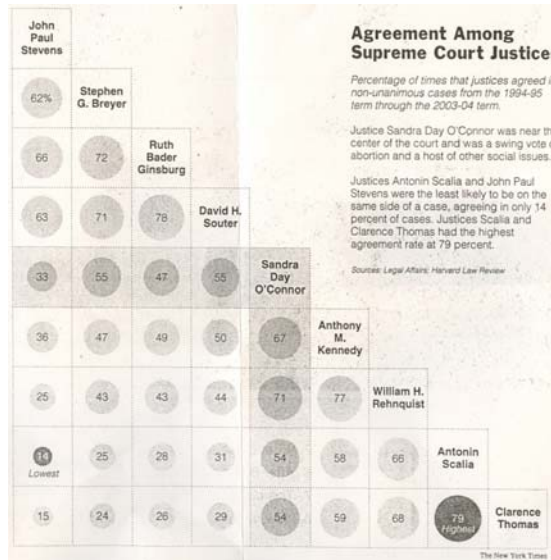 John
Paul
Stevens
Agreement Among
Supreme Court Justice
Percentage of times that justices agreed i
non-unanimous cases from the 1994-95
term through the 2003-04 term.
Justice Sandra Day O'Connor was near th
center of the court and was a swing vote o
abortion and a host of other social issues.
Justices Antonin Scalia and John Paul
Stevens were the least likely to be on the
same side of a case, agreeing in only 14
percent of cases. Justices Scalia and
Clarence Thomas had the highest
agreement rate at 79 percent.
Sources: Legal Affairs; Harvard Law Review
62% Stephen
G. Breyer
66 72 Ruth
Bader
Ginsburg
63 71 78 David H.
Souter
33 55 47 55 Sandra
Day
O'Connor
36 47 49 50 67 Anthony
M.
Kennedy
25 43 43 44 71 77 William H.
Rehnquist
14 25 28 31 54 58 66 Antonin
Scalia
Lowest
15 24 26 29 54 59 68 79 Clarence
Thomas
Highest
The New York Times